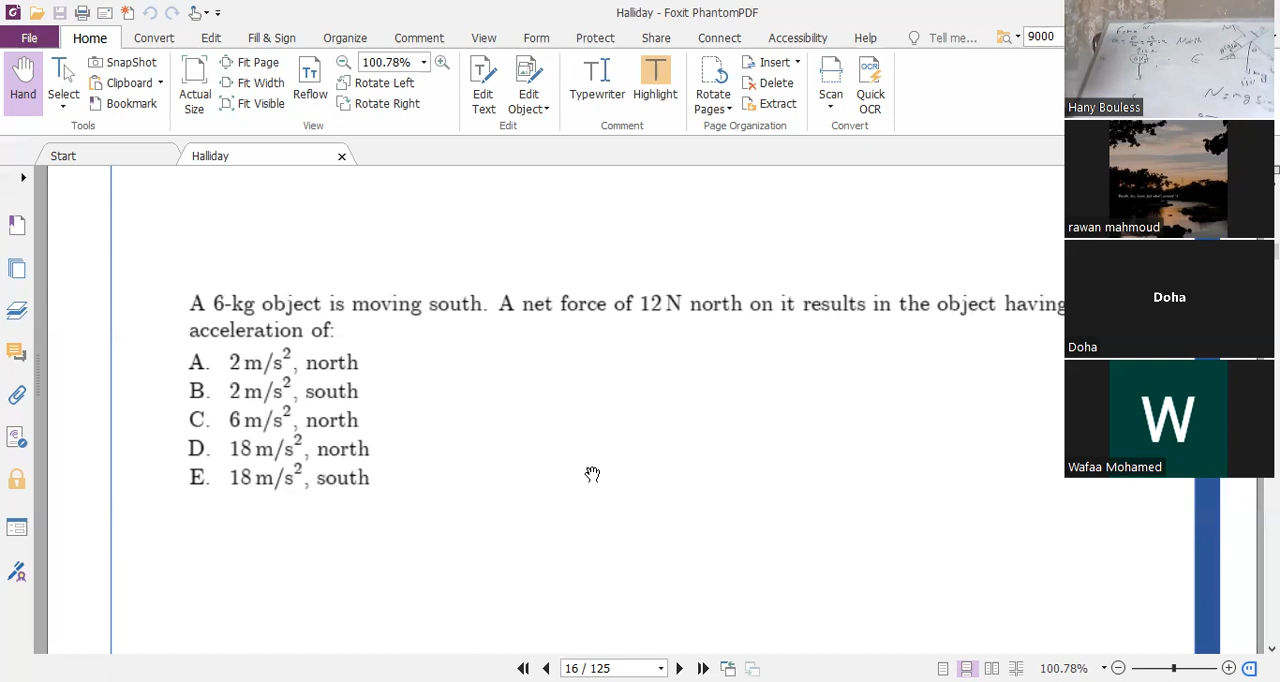 Halliday - Foxit PhantomPDF
File Home Convert Edit Fill & Sign Organize Comment View Form Protect Share Connect Accessibility Help Tell me... 9000
Hand
Select
SnapShot
Clipboard
Bookmark
Tools
Actual Size
Fit Page
Fit Width
Fit Visible
Reflow
100.78%
Rotate Left
Rotate Right
View
Edit Text
Edit Object
Edit
Typewriter
Highlight
Comment
Rotate Pages
Insert
Delete
Extract
Page Organization
Scan
Quick OCR
Convert
Start
Halliday
A 6-kg object is moving south. A net force of 12 N north on it results in the object having
acceleration of:
A. 2 m/s², north
B. 2 m/s², south
C. 6 m/s², north
D. 18 m/s², north
E. 18 m/s², south
North
Hany Bouless
rawan mahmoud
Doha
Doha
W
Wafaa Mohamed
16 / 125
100.78%